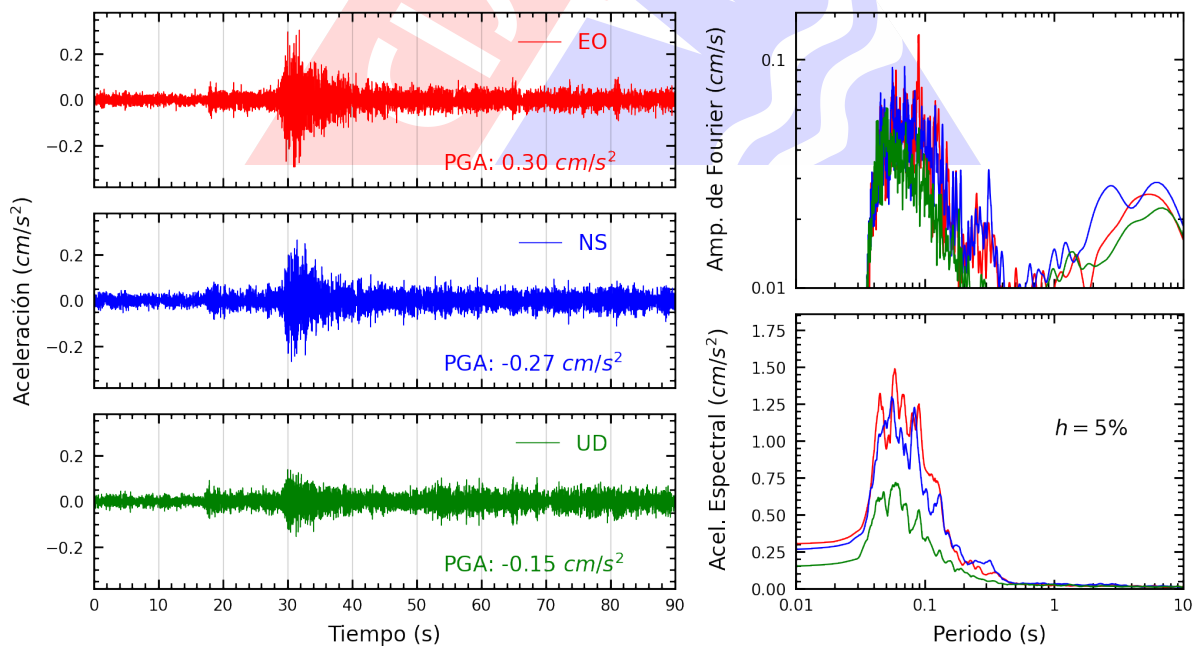 Aceleración (cm/s²)
0.2
0.0
−0.2
EO
PGA: 0.30 cm/s²
0.2
0.0
−0.2
NS
PGA: -0.27 cm/s²
0.2
0.0
−0.2
UD
PGA: -0.15 cm/s²
0 10 20 30 40 50 60 70 80 90
Tiempo (s)
Amp. de Fourier (cm/s)
0.1
0.01
Acel. Espectral (cm/s²)
1.75
1.50
1.25
1.00
0.75
0.50
0.25
0.00
h = 5%
0.01 0.1 1 10
Periodo (s)